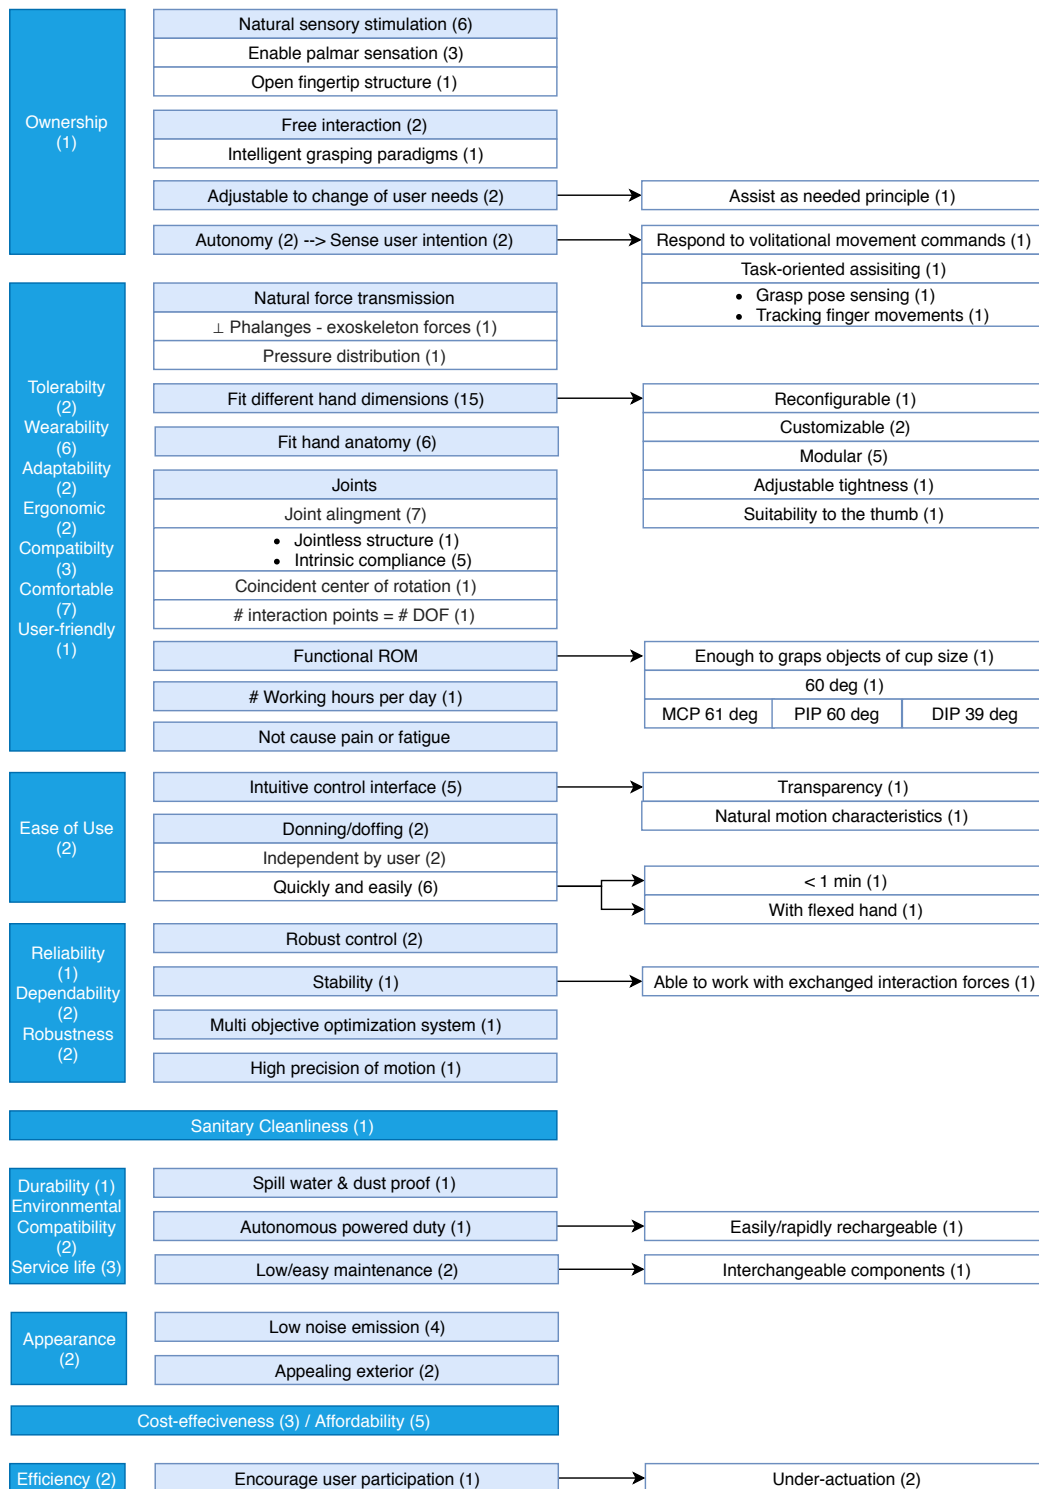 Ownership
(1)
Natural sensory stimulation (6)
Enable palmar sensation (3)
Open fingertip structure (1)
Free interaction (2)
Intelligent grasping paradigms (1)
Adjustable to change of user needs (2)
Assist as needed principle (1)
Autonomy (2) --> Sense user intention (2)
Respond to volitational movement commands (1)
Task-oriented assisiting (1)
• Grasp pose sensing (1)
• Tracking finger movements (1)
Tolerabilty
(2)
Wearability
(6)
Adaptability
(2)
Ergonomic
(2)
Compatibilty
(3)
Comfortable
(7)
User-friendly
(1)
Natural force transmission
⊥ Phalanges - exoskeleton forces (1)
Pressure distribution (1)
Fit different hand dimensions (15)
Reconfigurable (1)
Customizable (2)
Modular (5)
Adjustable tightness (1)
Suitability to the thumb (1)
Fit hand anatomy (6)
Joints
Joint alingment (7)
• Jointless structure (1)
• Intrinsic compliance (5)
Coincident center of rotation (1)
# interaction points = # DOF (1)
Functional ROM
Enough to graps objects of cup size (1)
60 deg (1)
MCP 61 deg PIP 60 deg DIP 39 deg
# Working hours per day (1)
Not cause pain or fatigue
Ease of Use
(2)
Intuitive control interface (5)
Transparency (1)
Natural motion characteristics (1)
Donning/doffing (2)
Independent by user (2)
Quickly and easily (6)
< 1 min (1)
With flexed hand (1)
Reliability
(1)
Dependability
(2)
Robustness
(2)
Robust control (2)
Stability (1)
Able to work with exchanged interaction forces (1)
Multi objective optimization system (1)
High precision of motion (1)
Sanitary Cleanliness (1)
Durability (1)
Environmental
Compatibility
(2)
Service life (3)
Spill water & dust proof (1)
Autonomous powered duty (1)
Easily/rapidly rechargeable (1)
Low/easy maintenance (2)
Interchangeable components (1)
Appearance
(2)
Low noise emission (4)
Appealing exterior (2)
Cost-effeciveness (3) / Affordability (5)
Efficiency (2)
Encourage user participation (1)
Under-actuation (2)